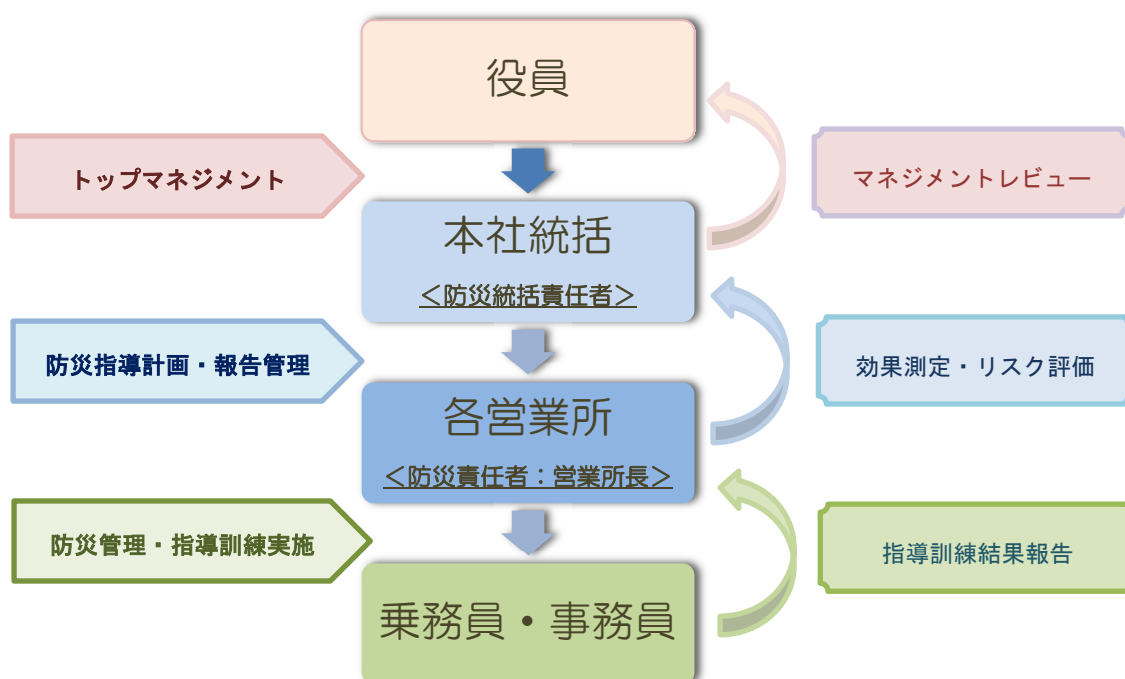 役員
トップマネジメント
マネジメントレビュー
本社統括
＜防災統括責任者＞
防災指導計画・報告管理
効果測定・リスク評価
各営業所
＜防災責任者：営業所長＞
防災管理・指導訓練実施
指導訓練結果報告
乗務員・事務員